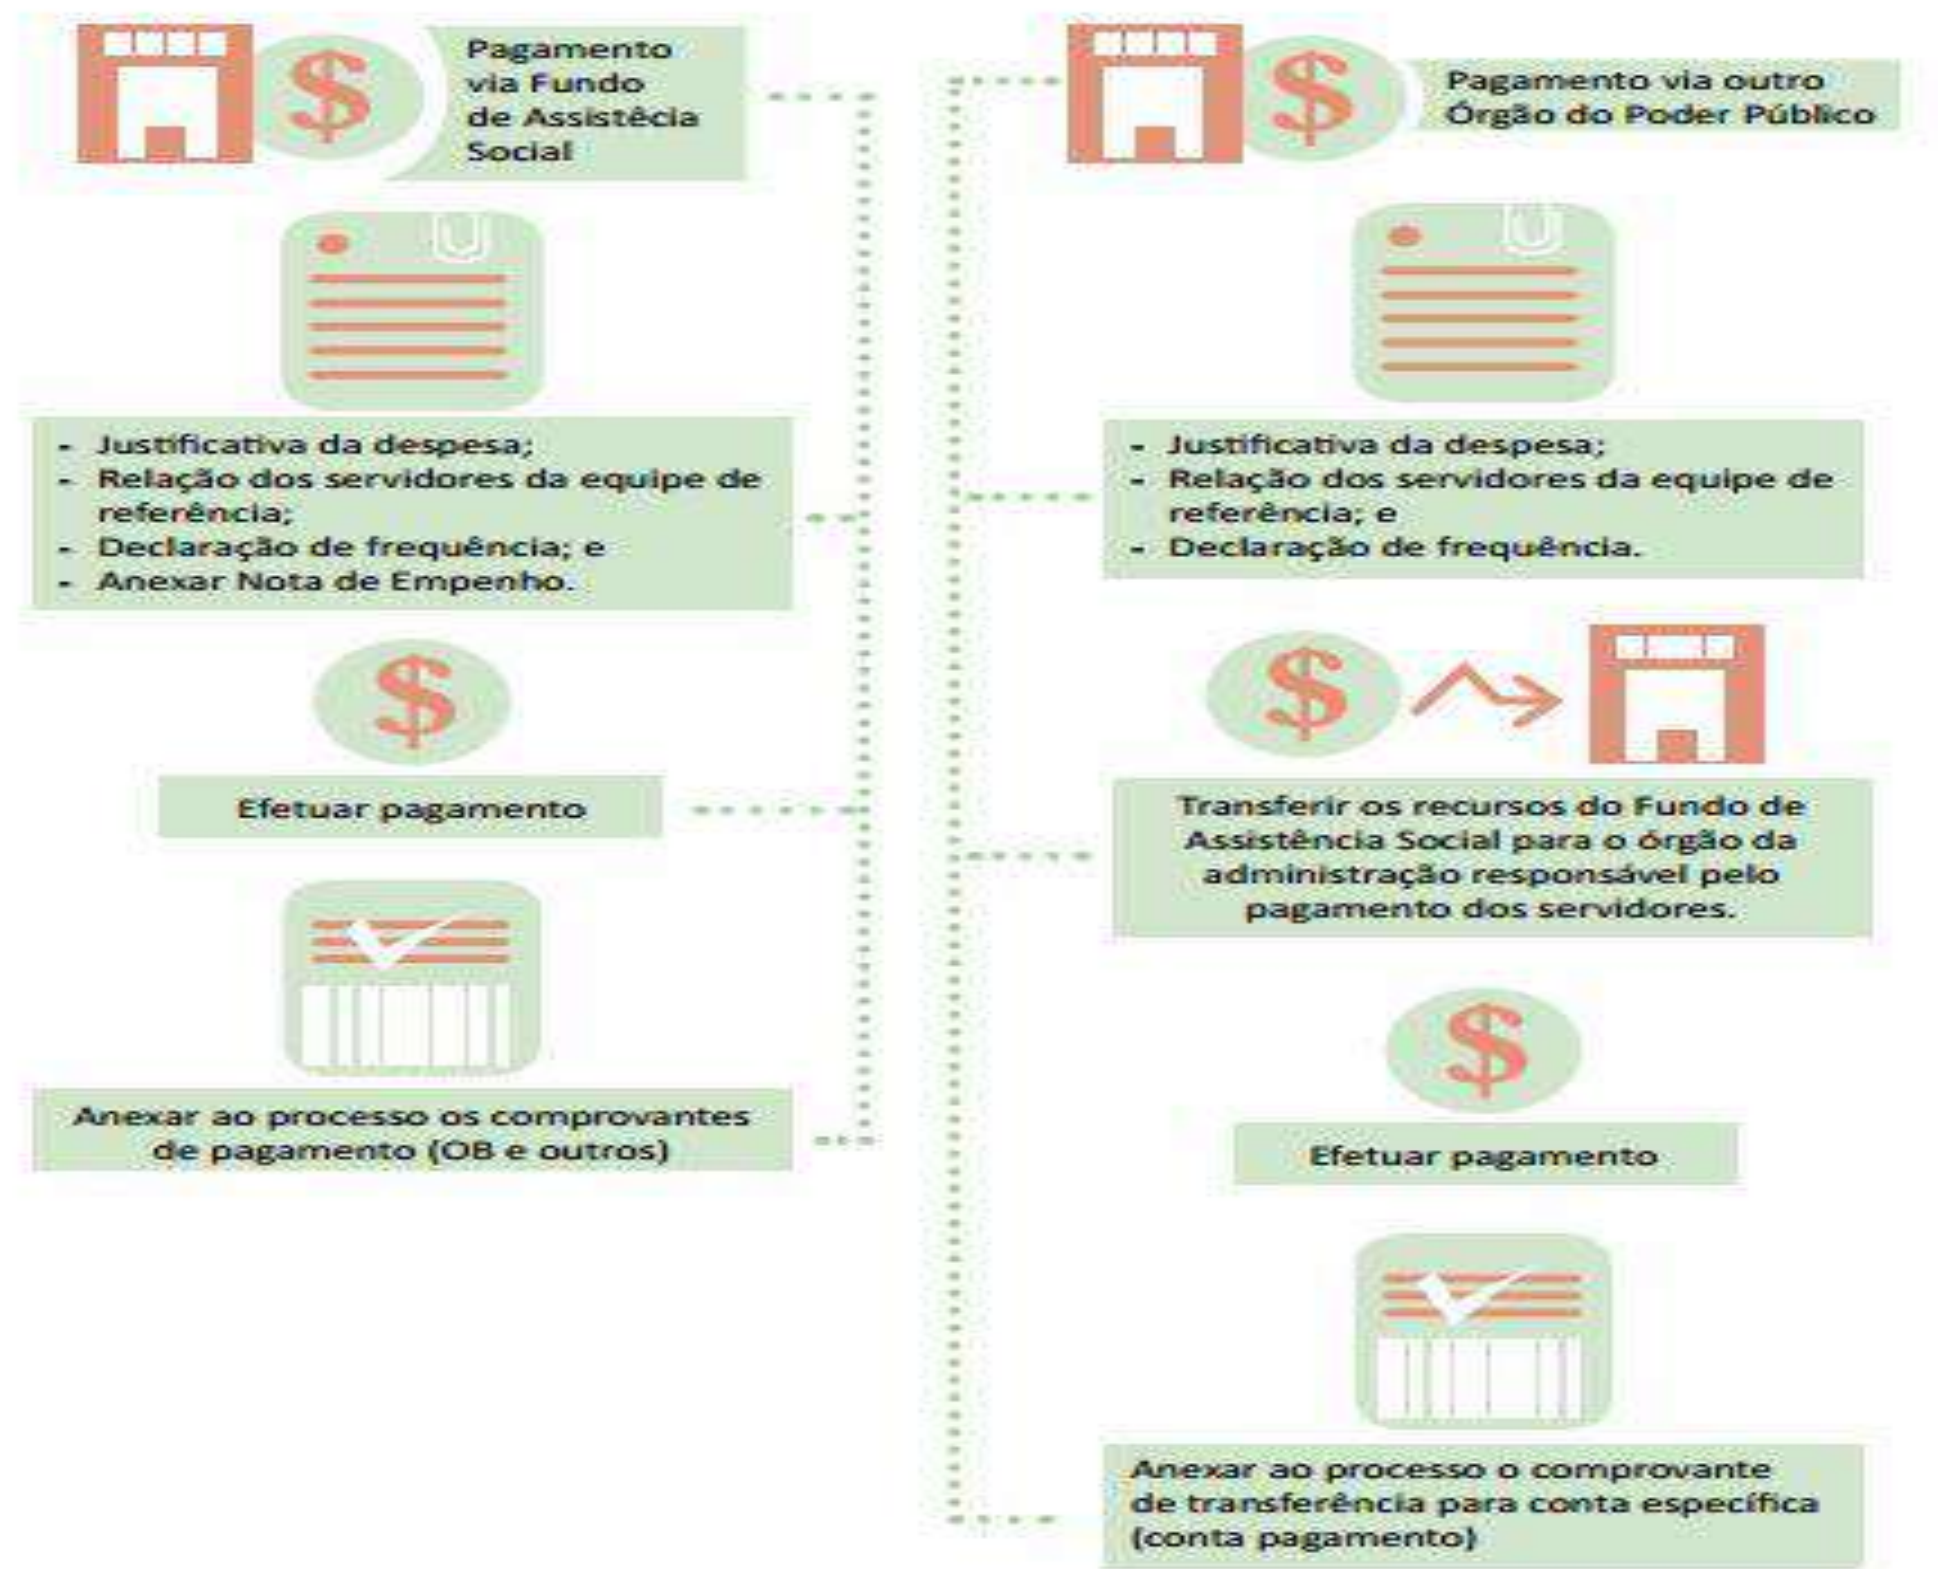 Pagamento
via Fundo
de Assistêcia
Social
- Justificativa da despesa;
- Relação dos servidores da equipe de
referência;
- Declaração de frequência; e
- Anexar Nota de Empenho.
Efetuar pagamento
Anexar ao processo os comprovantes
de pagamento (OB e outros)
Pagamento via outro
Órgão do Poder Público
- Justificativa da despesa;
- Relação dos servidores da equipe de
referência; e
- Declaração de frequência.
Transferir os recursos do Fundo de
Assistência Social para o órgão da
administração responsável pelo
pagamento dos servidores.
Efetuar pagamento
Anexar ao processo o comprovante
de transferência para conta específica
(conta pagamento)